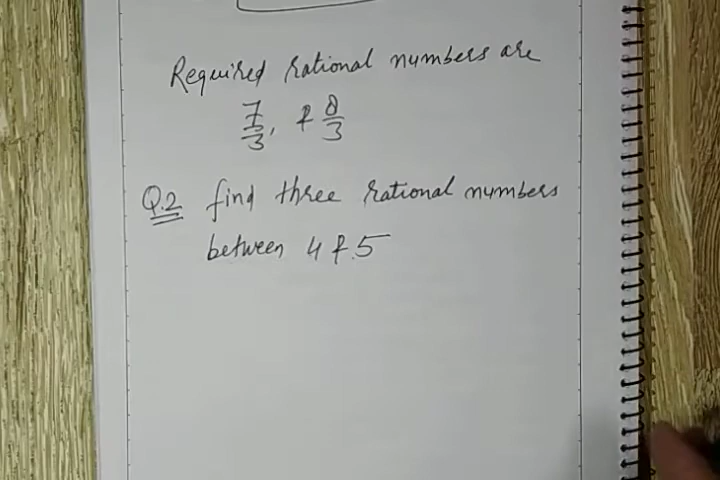 Required rational numbers are
7/3, & 8/3
Q.2 find three rational numbers
between 4 & 5